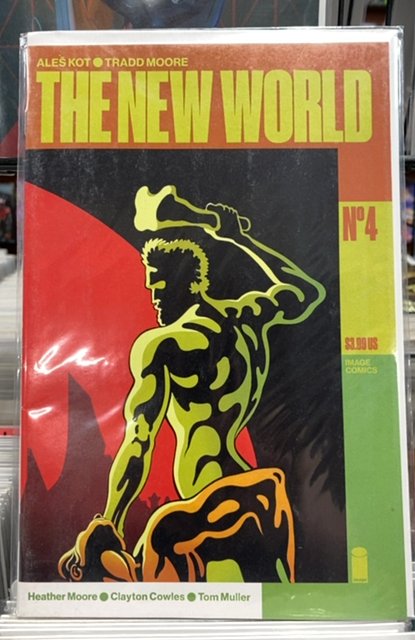 ALEŠ KOT ● TRADD MOORE
THE NEW WORLD
Nº4
$3.99 US
IMAGE
COMICS
Heather Moore ● Clayton Cowles ● Tom Muller